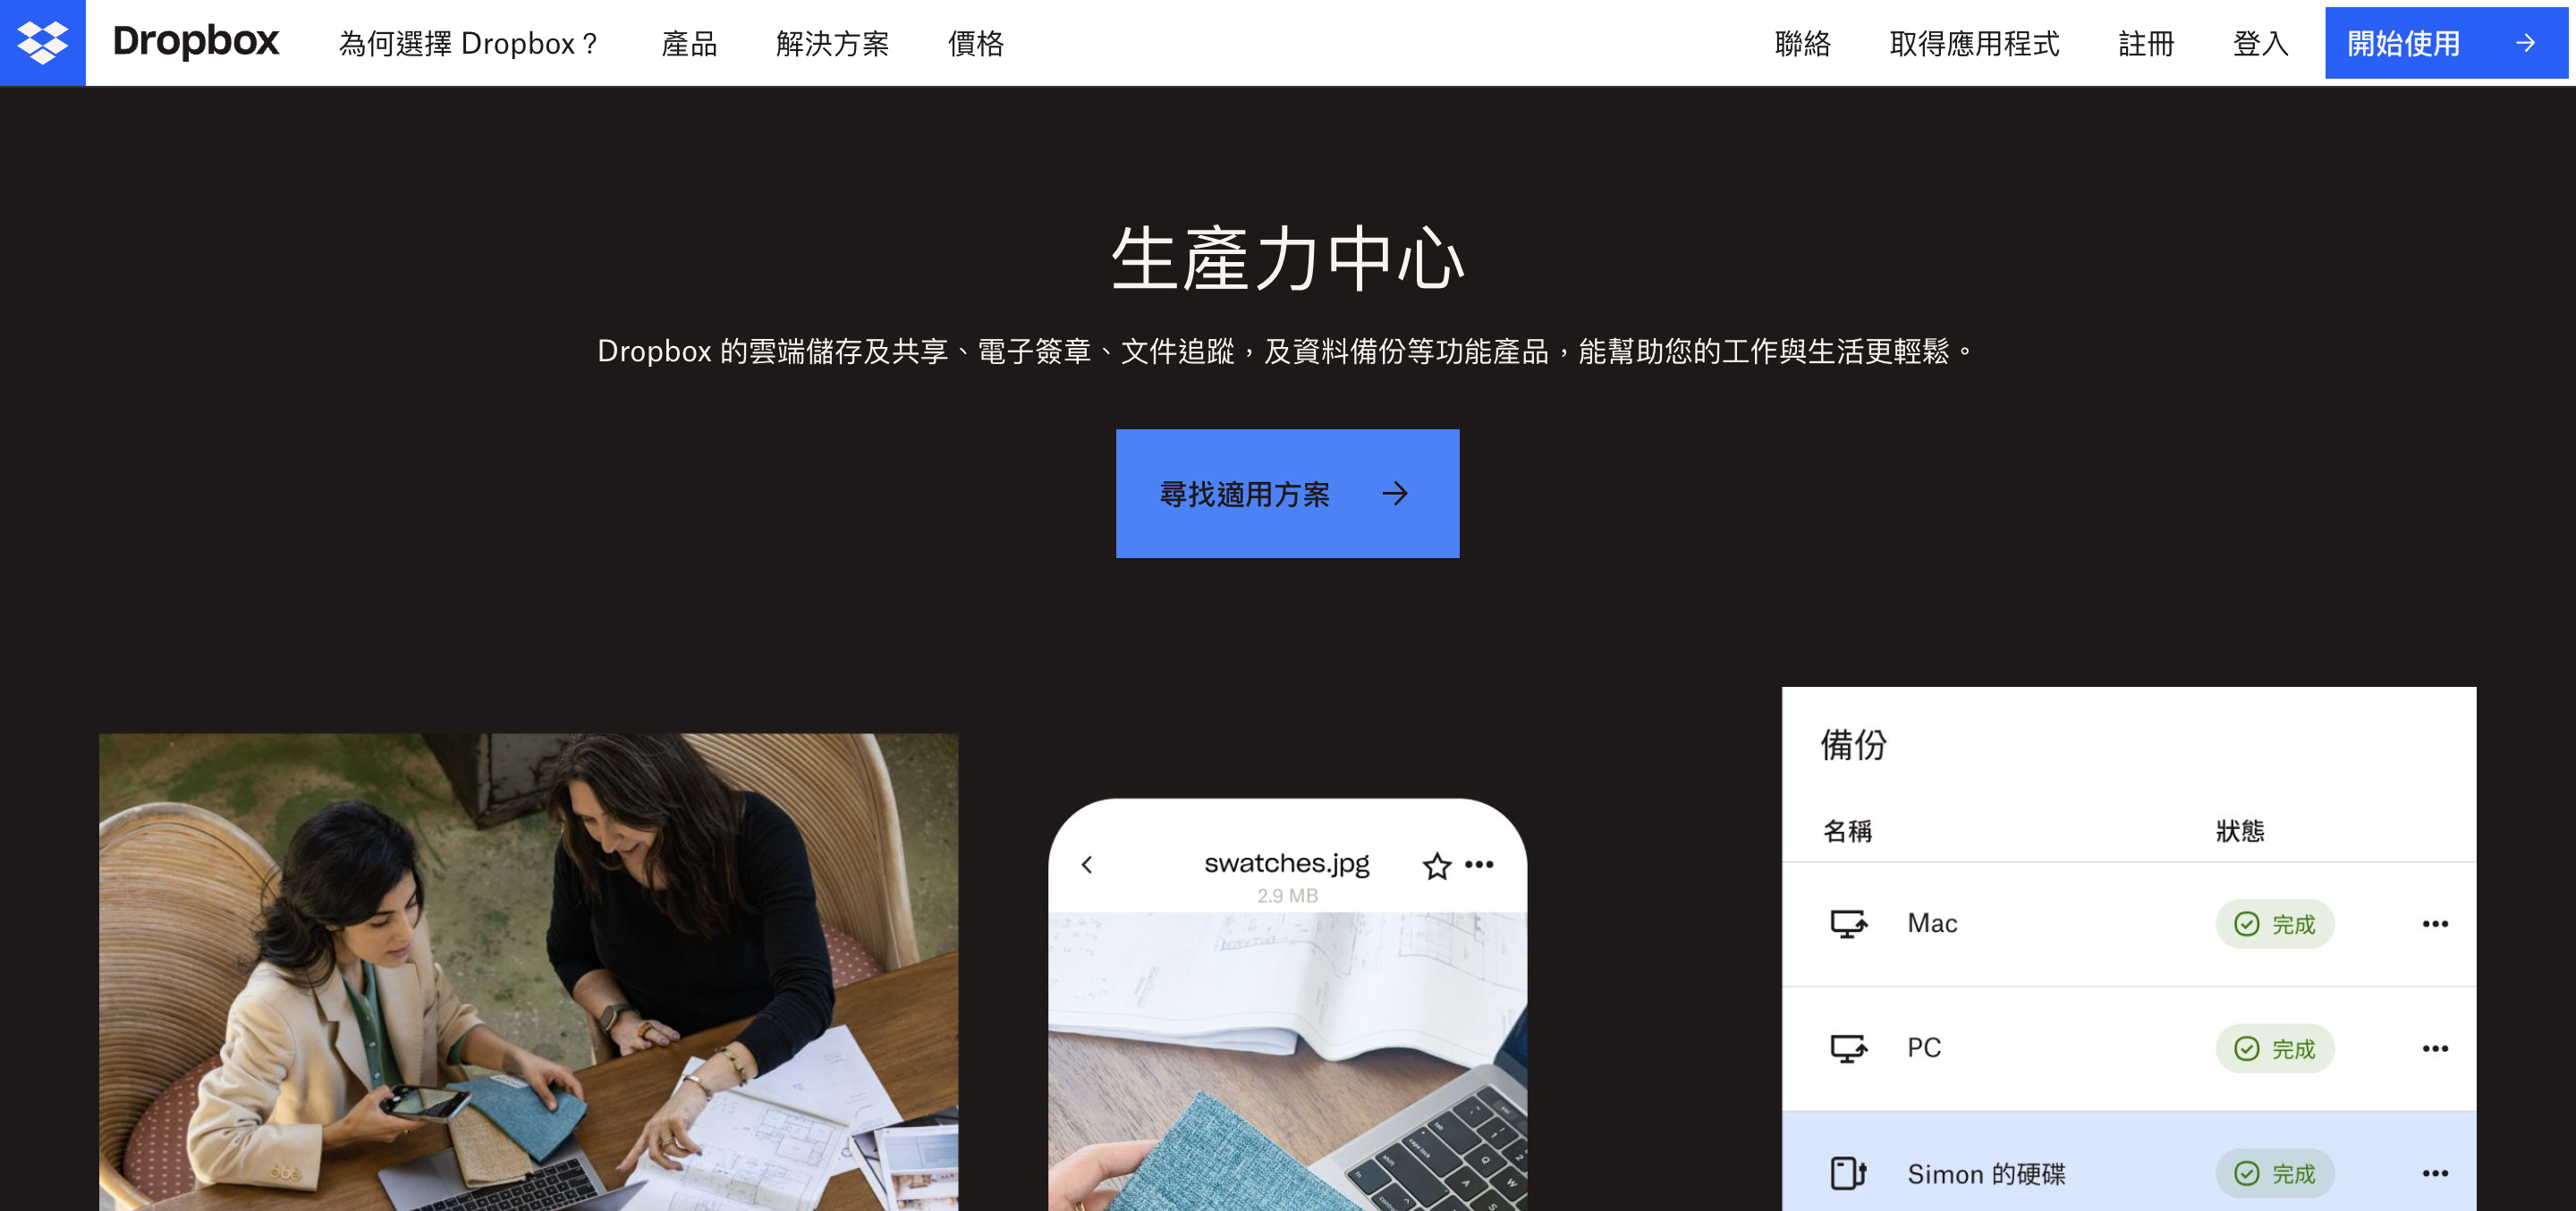 Dropbox 為何選擇 Dropbox？ 產品 解決方案 價格 聯絡 取得應用程式 註冊 登入 開始使用
生產力中心
Dropbox 的雲端儲存及共享、電子簽章、文件追蹤，及資料備份等功能產品，能幫助您的工作與生活更輕鬆。
尋找適用方案
swatches.jpg
2.9 MB
備份
名稱 狀態
Mac 完成
PC 完成
Simon 的硬碟 完成